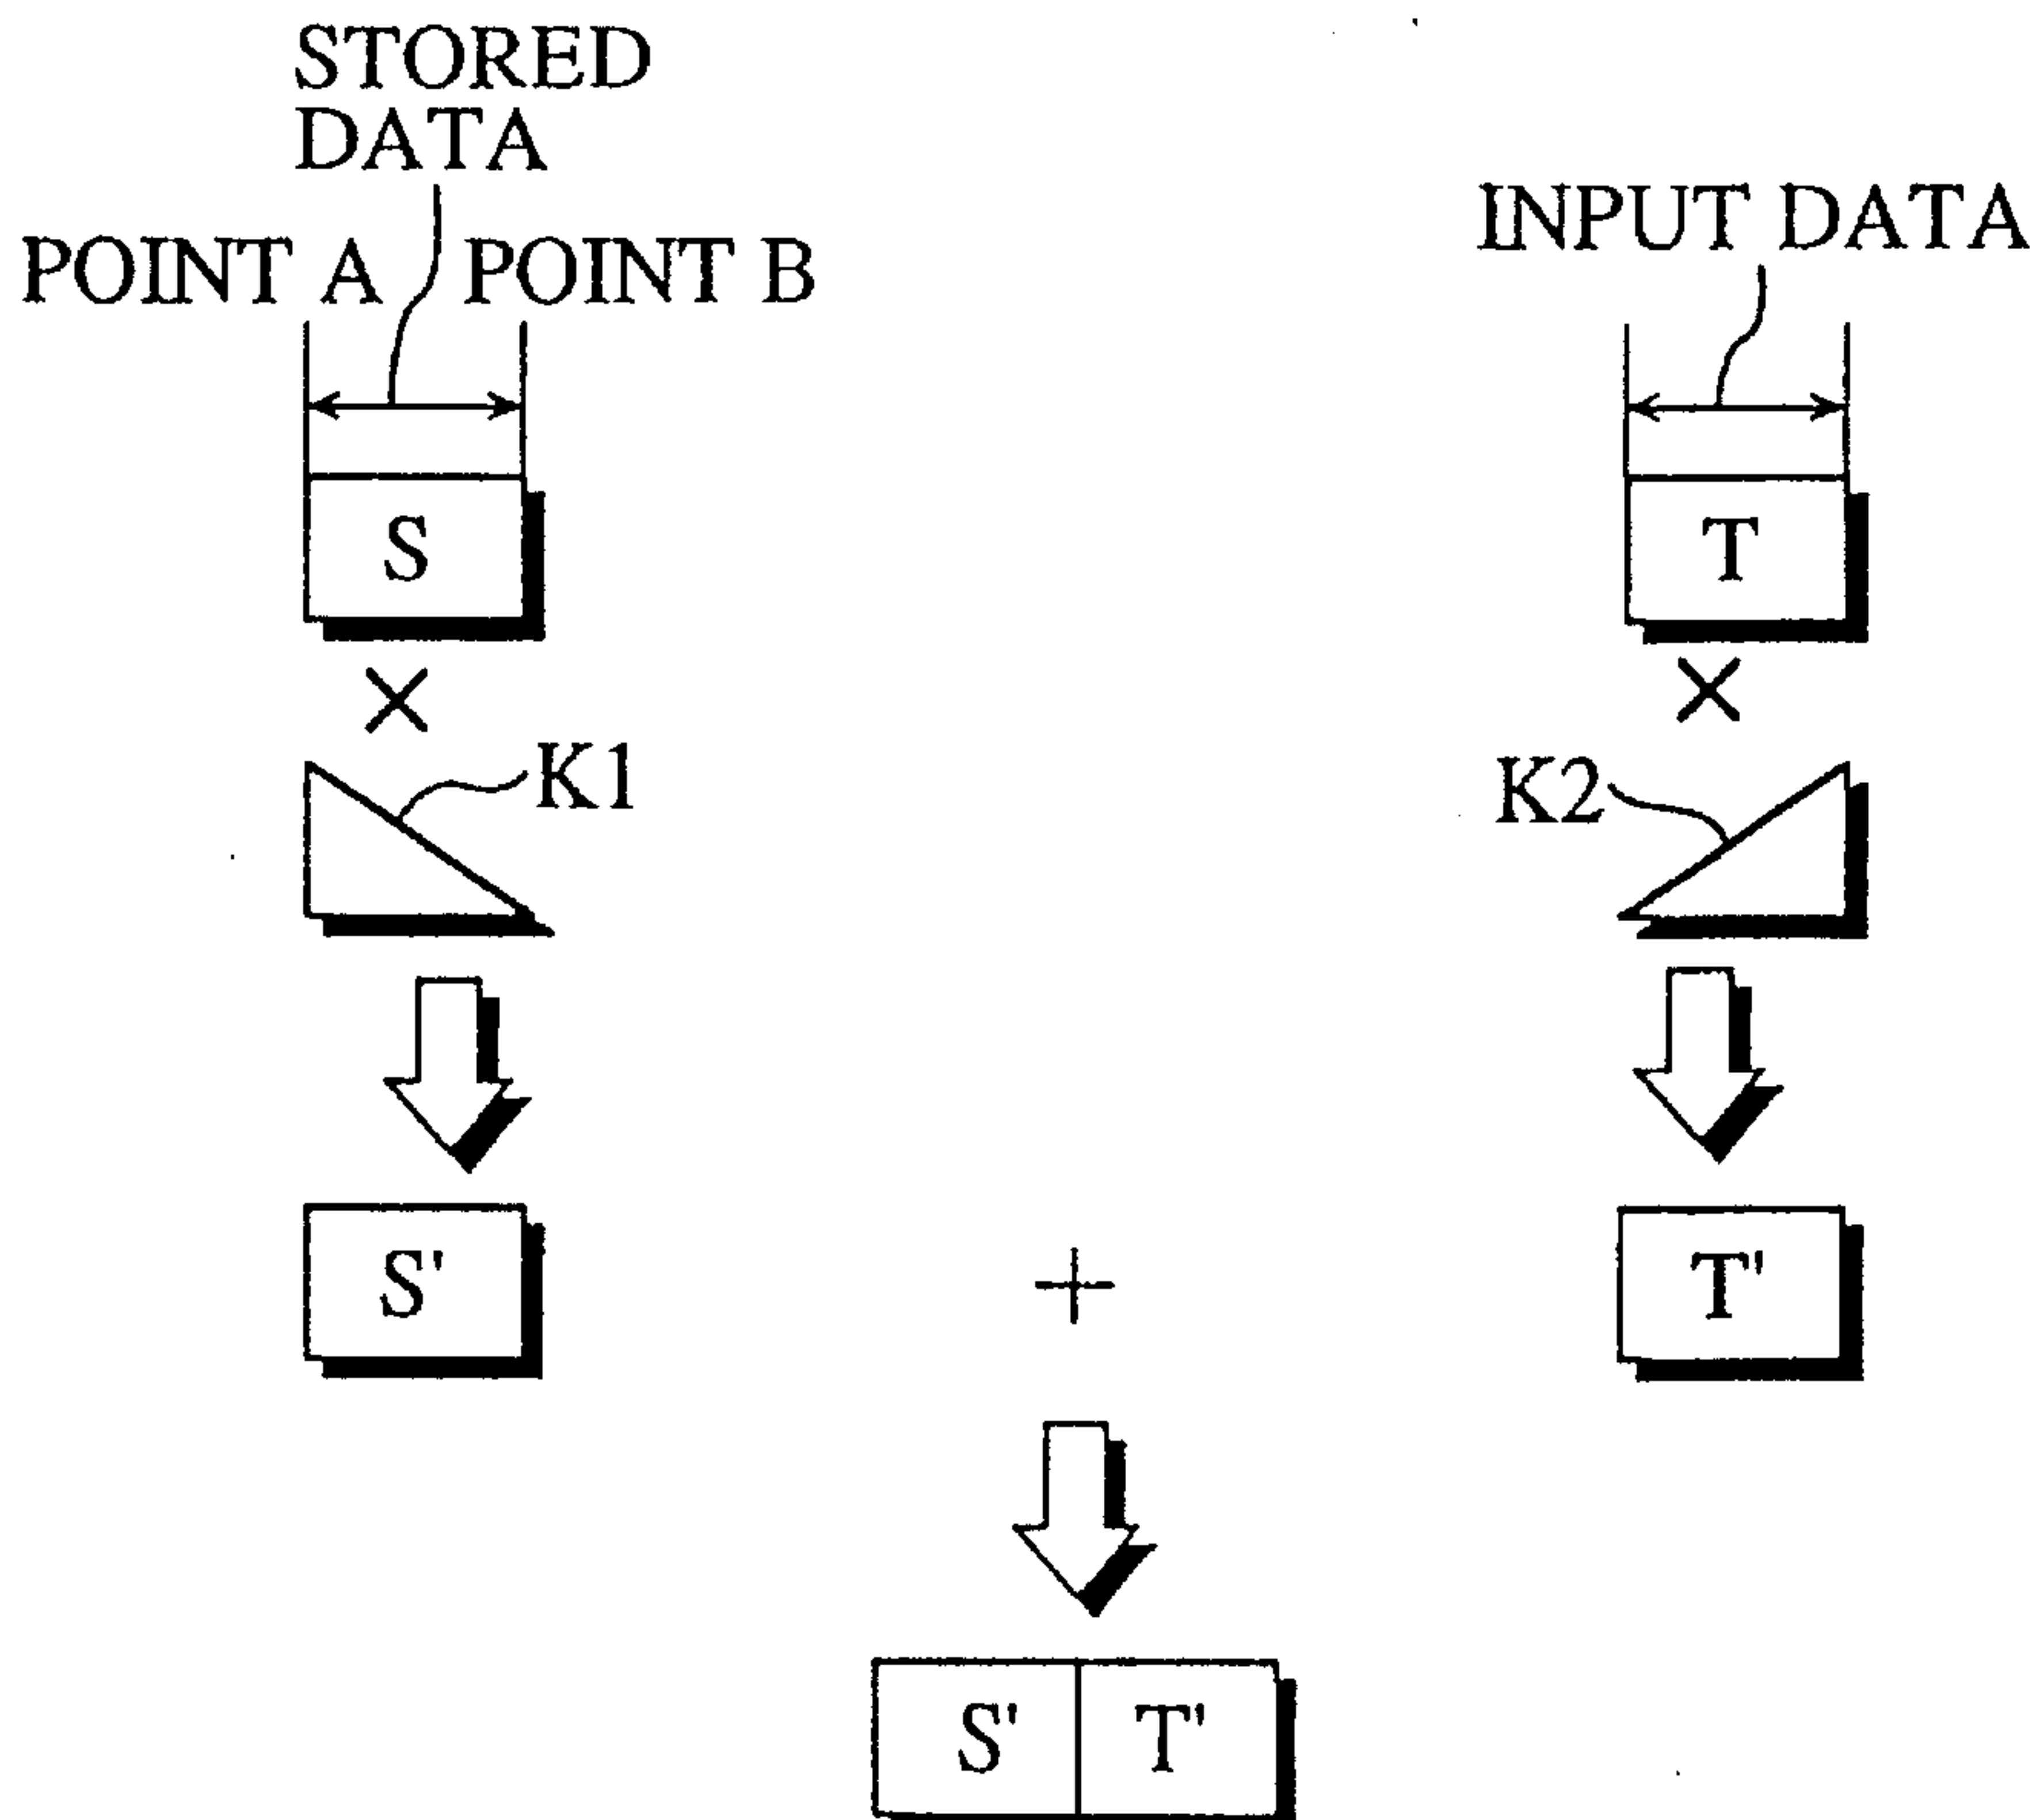 STORED
DATA
POINT A
POINT B
INPUT DATA
S
T
×
×
K1
K2
S'
+
T'
S'
T'